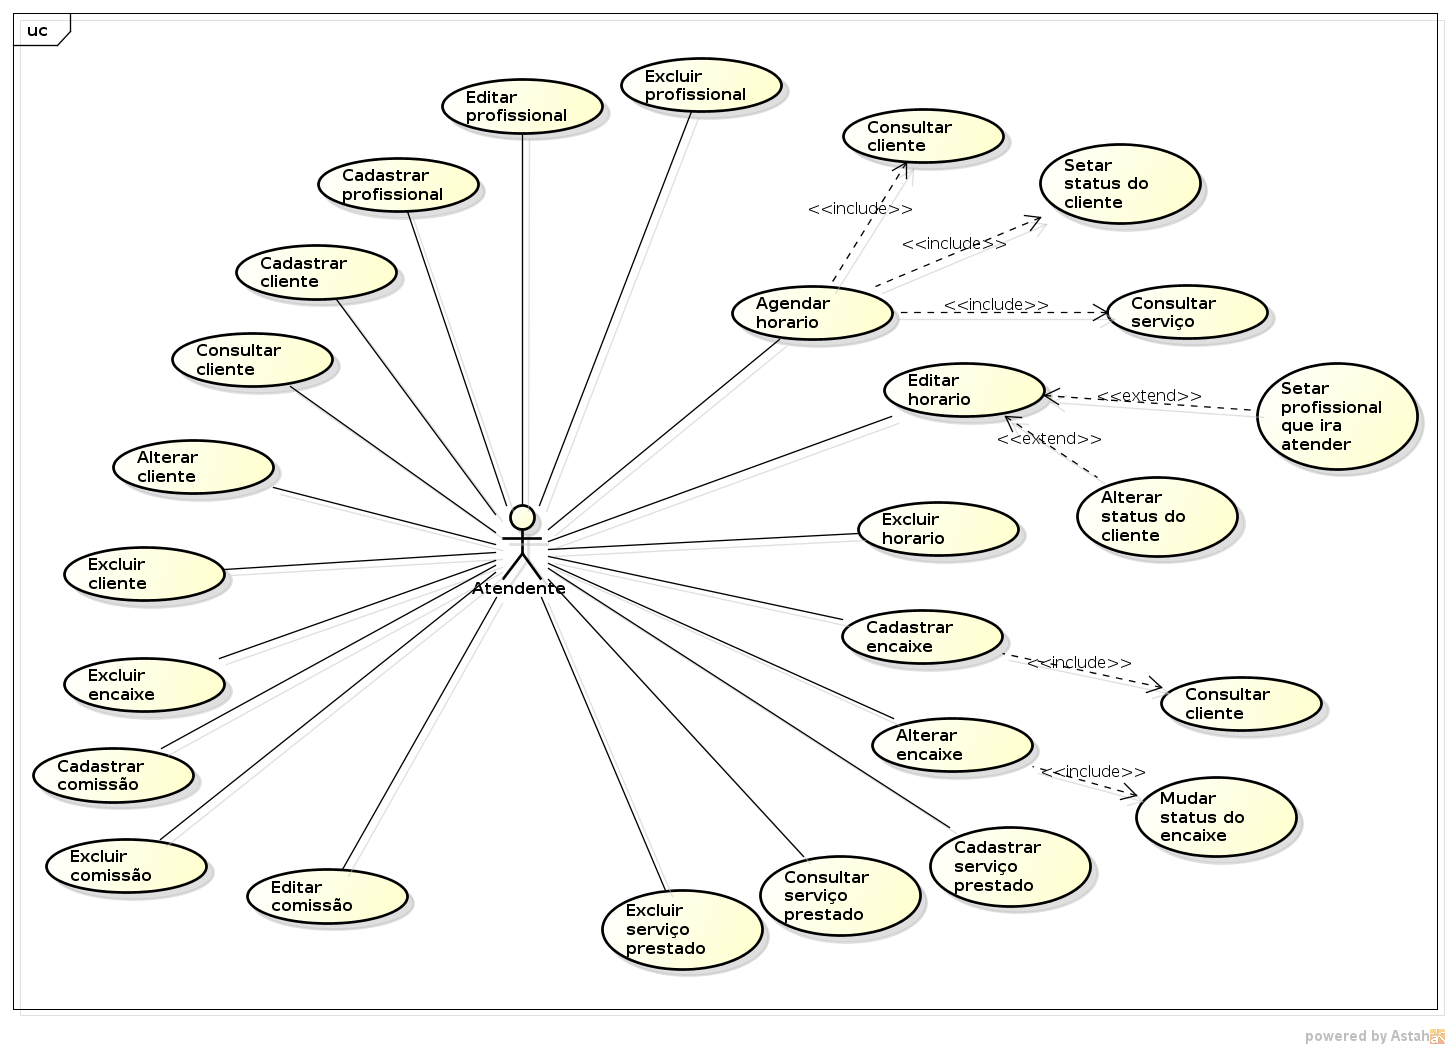 uc
Excluir
profissional
Editar
profissional
Consultar
cliente
Setar
status do
cliente
Cadastrar
profissional
<<include>>
<<include>>
Cadastrar
cliente
Agendar
horario
<<include>>
Consultar
serviço
Consultar
cliente
Editar
horario
<<extend>>
Setar
profissional
que ira
atender
<<extend>>
Alterar
cliente
Alterar
status do
cliente
Excluir
horario
Atendente
Excluir
cliente
Cadastrar
encaixe
<<include>>
Consultar
cliente
Excluir
encaixe
Alterar
encaixe
<<include>>
Mudar
status do
encaixe
Cadastrar
comissão
Excluir
comissão
Cadastrar
serviço
prestado
Consultar
serviço
prestado
Editar
comissão
Excluir
serviço
prestado
powered by Astah